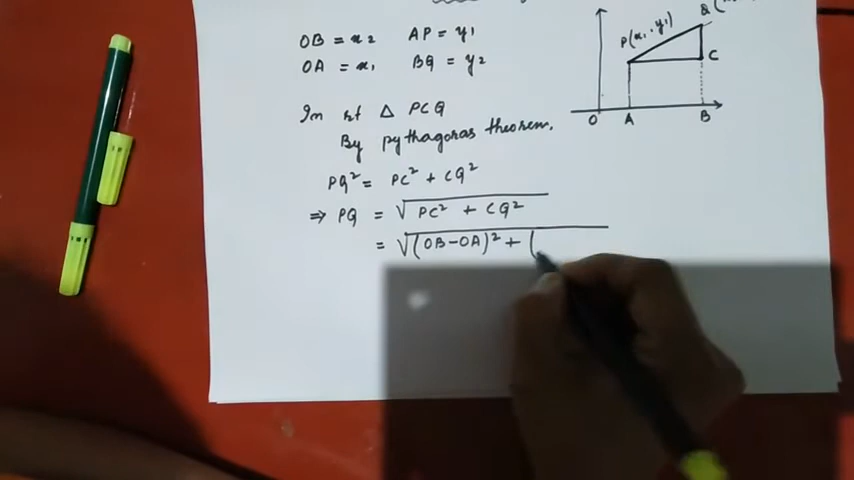 OB = x₂ AP = y₁
OA = x₁ BQ = y₂
In rt △ PCQ
By pythagoras theorem.
PQ² = PC² + CQ²
⇒ PQ = √(PC² + CQ²)
= √(OB-OA)² + (
P(x₁, y₁)
Q (
C
O A B